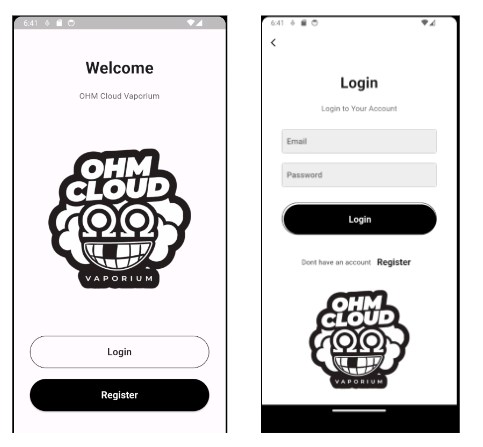 6:41
Welcome
OHM Cloud Vaporium
OHM
CLOUD
VAPORIUM
Login
Register
6:41
Login
Login to Your Account
Email
Password
Login
Dont have an account Register
OHM
CLOUD
VAPORIUM